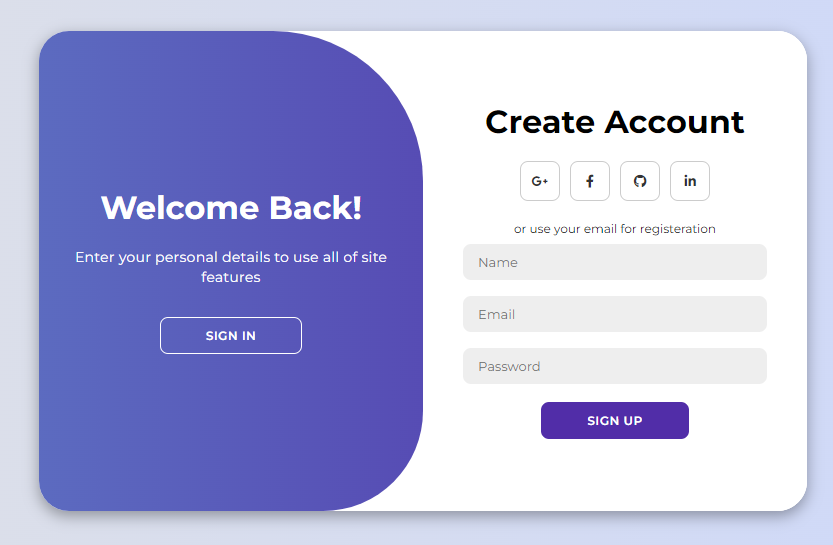 Welcome Back!
Enter your personal details to use all of site
features
SIGN IN
Create Account
G+
f
in
or use your email for registeration
Name
Email
Password
SIGN UP